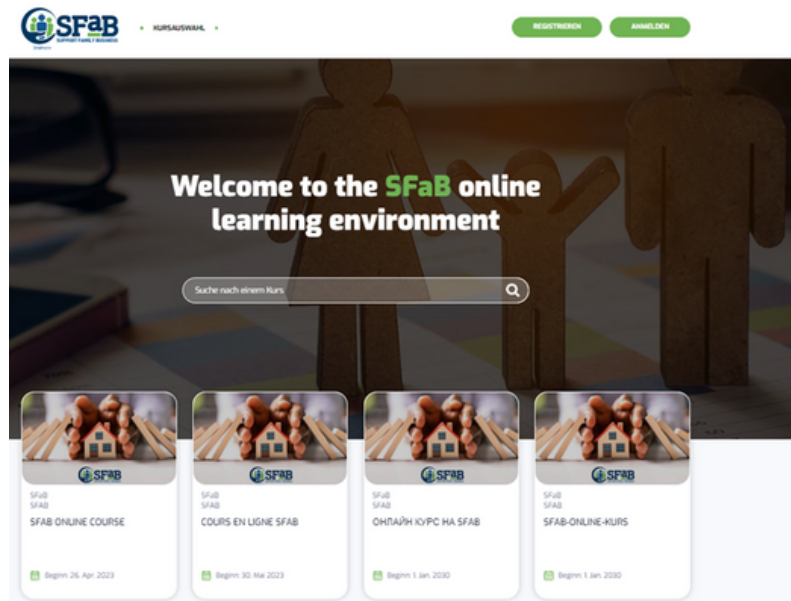 SFaB
SUPPORT FAMILY BUSINESS
KURSAUSWAHL
REGISTRIEREN
ANMELDEN
Welcome to the SFaB online
learning environment
Suche nach einem Kurs
SFaB
SFaB
SFAB
SFAB ONLINE COURSE
Beginn: 26. Apr. 2023
SFaB
SFaB
SFAB
COURS EN LIGNE SFAB
Beginn: 30. Mai 2023
SFaB
SFaB
SFAB
ОНЛАЙН КУРС НА SFAB
Beginn: 1. Jan. 2030
SFaB
SFaB
SFAB
SFAB-ONLINE-KURS
Beginn: 1. Jan. 2030